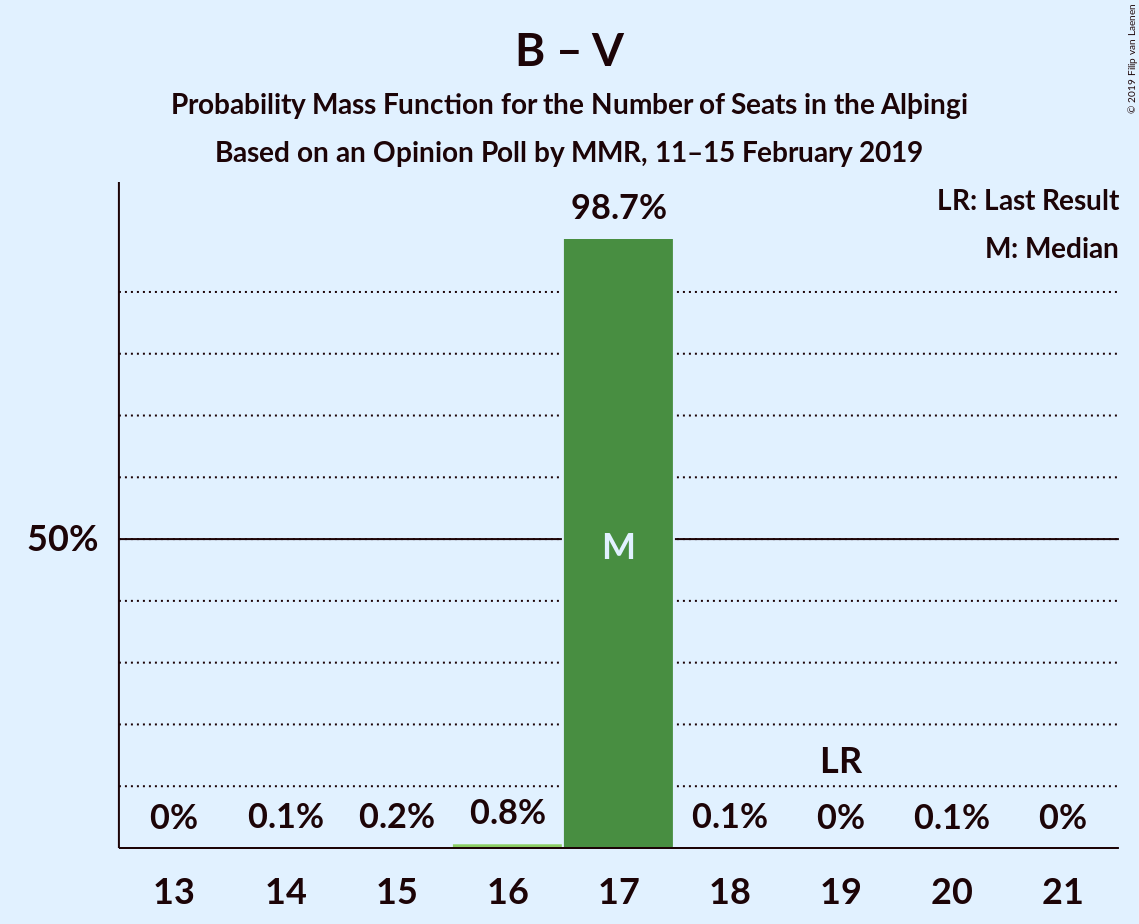 B – V
Probability Mass Function for the Number of Seats in the Alþingi
Based on an Opinion Poll by MMR, 11–15 February 2019
© 2019 Filip van Laenen
LR: Last Result
M: Median
98.7%
50%
M
LR
0% 0.1% 0.2% 0.8% 0.1% 0% 0.1% 0%
13 14 15 16 17 18 19 20 21